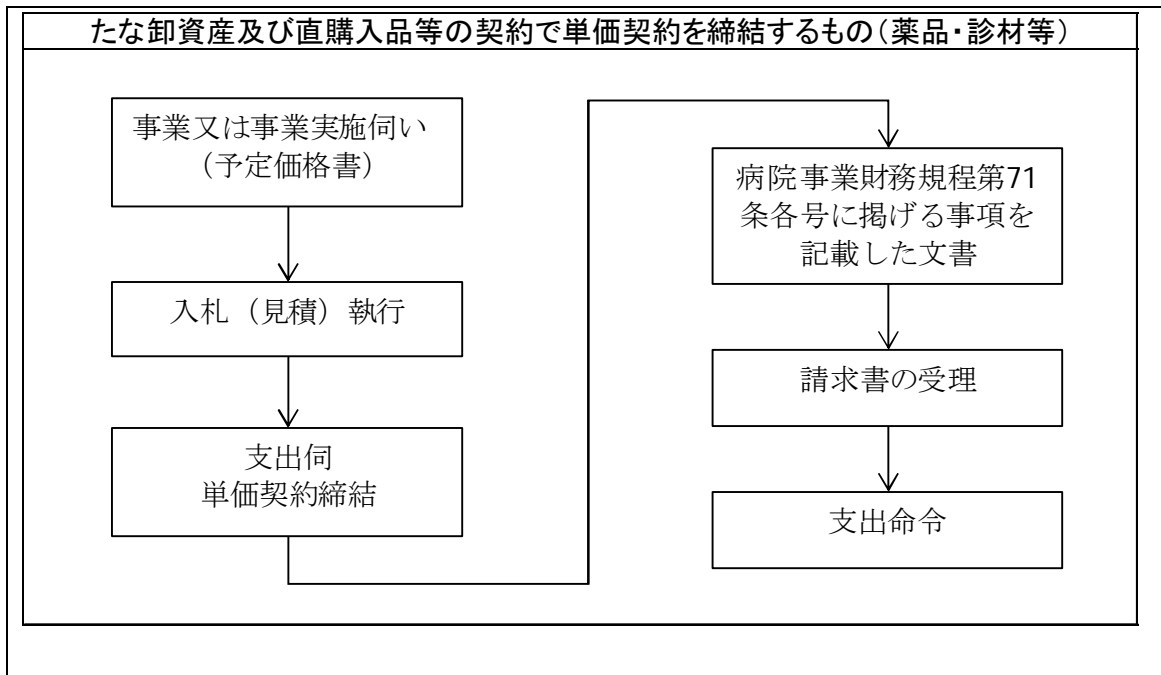 たな卸資産及び直購入品等の契約で単価契約を締結するもの（薬品・診材等）
事業又は事業実施伺い
（予定価格書）
入札（見積）執行
支出伺
単価契約締結
病院事業財務規程第71
条各号に掲げる事項を
記載した文書
請求書の受理
支出命令